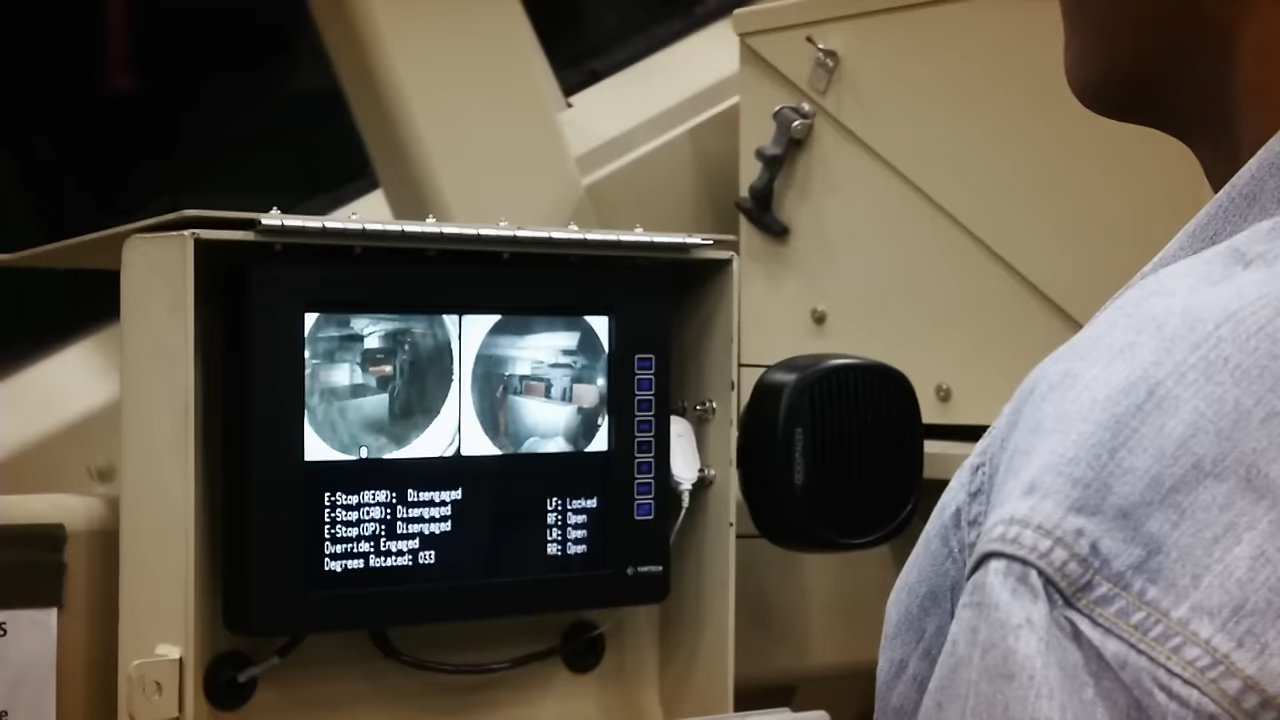 E-Stop(REAR): Disengaged
E-Stop(CAB): Disengaged
E-Stop(OP): Disengaged
Override: Engaged
Degrees Rotated: 033
LF: Locked
RF: Open
LR: Open
RR: Open
KENWOOD
S
e